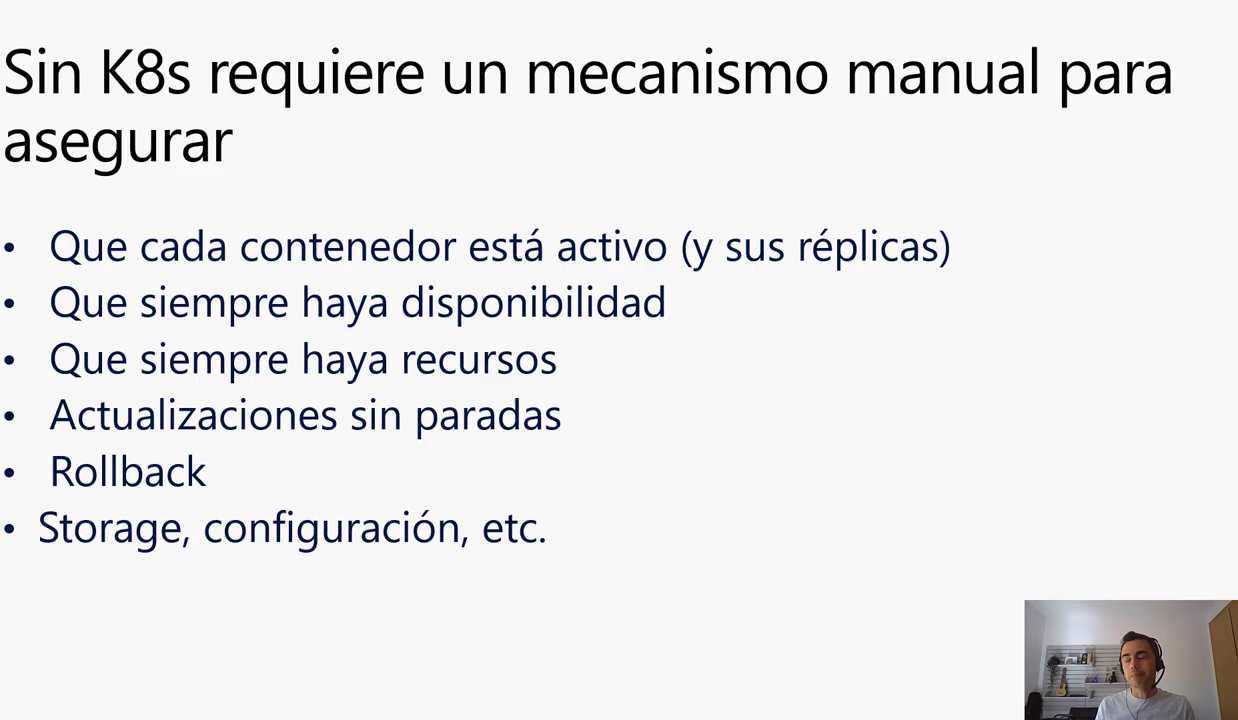 Sin K8s requiere un mecanismo manual para
asegurar
• Que cada contenedor está activo (y sus réplicas)
• Que siempre haya disponibilidad
• Que siempre haya recursos
• Actualizaciones sin paradas
• Rollback
• Storage, configuración, etc.